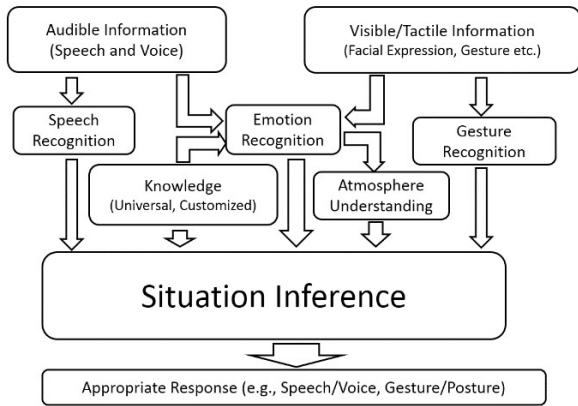 Audible Information
(Speech and Voice)
Visible/Tactile Information
(Facial Expression, Gesture etc.)
Speech
Recognition
Emotion
Recognition
Gesture
Recognition
Knowledge
(Universal, Customized)
Atmosphere
Understanding
Situation Inference
Appropriate Response (e.g., Speech/Voice, Gesture/Posture)